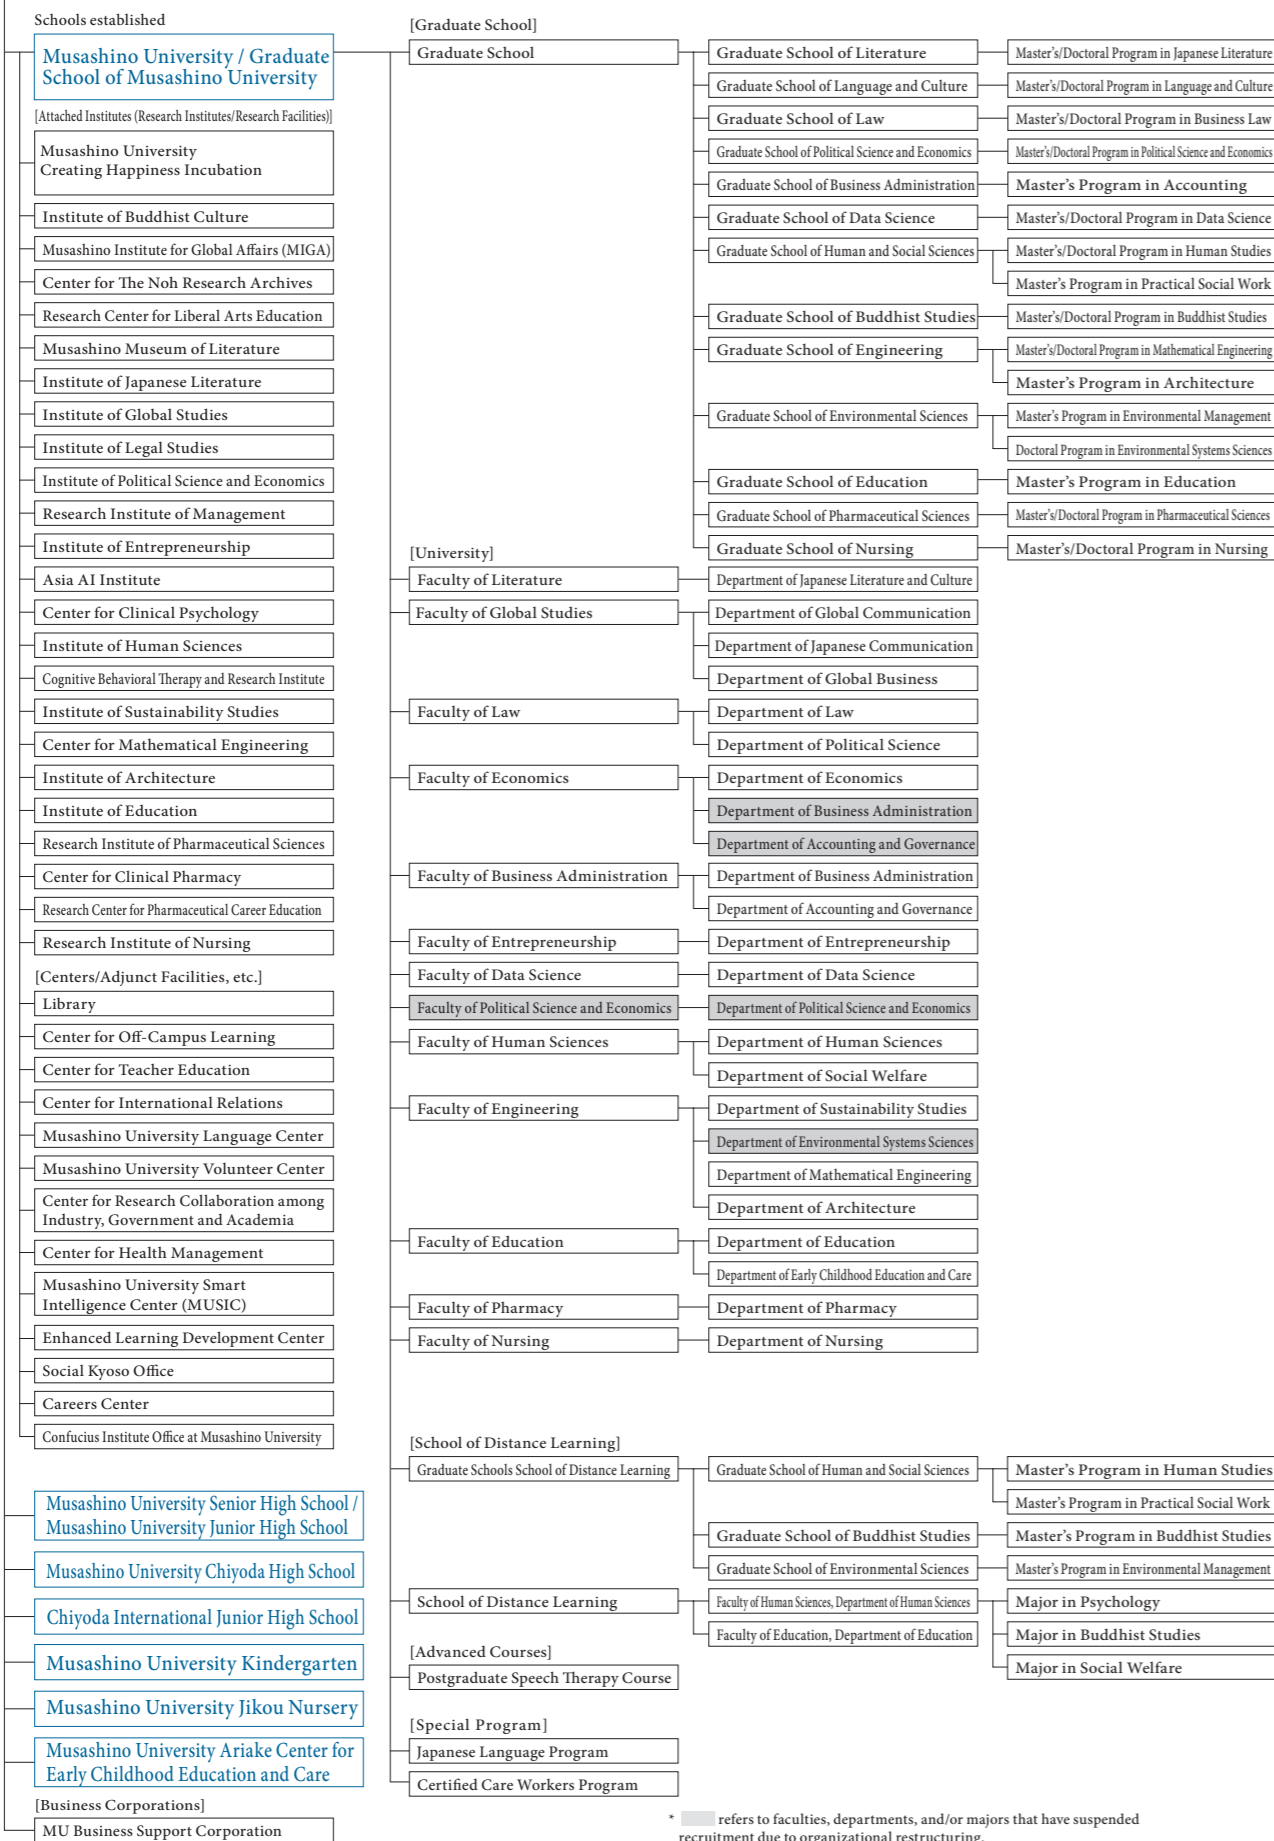 Schools established
Musashino University / Graduate
School of Musashino University
[Attached Institutes (Research Institutes/Research Facilities)]
Musashino University
Creating Happiness Incubation
Institute of Buddhist Culture
Musashino Institute for Global Affairs (MIGA)
Center for The Noh Research Archives
Research Center for Liberal Arts Education
Musashino Museum of Literature
Institute of Japanese Literature
Institute of Global Studies
Institute of Legal Studies
Institute of Political Science and Economics
Research Institute of Management
Institute of Entrepreneurship
Asia AI Institute
Center for Clinical Psychology
Institute of Human Sciences
Cognitive Behavioral Therapy and Research Institute
Institute of Sustainability Studies
Center for Mathematical Engineering
Institute of Architecture
Institute of Education
Research Institute of Pharmaceutical Sciences
Center for Clinical Pharmacy
Research Center for Pharmaceutical Career Education
Research Institute of Nursing
[Centers/Adjunct Facilities, etc.]
Library
Center for Off-Campus Learning
Center for Teacher Education
Center for International Relations
Musashino University Language Center
Musashino University Volunteer Center
Center for Research Collaboration among
Industry, Government and Academia
Center for Health Management
Musashino University Smart
Intelligence Center (MUSIC)
Enhanced Learning Development Center
Social Kyoso Office
Careers Center
Confucius Institute Office at Musashino University
Musashino University Senior High School /
Musashino University Junior High School
Musashino University Chiyoda High School
Chiyoda International Junior High School
Musashino University Kindergarten
Musashino University Jikou Nursery
Musashino University Ariake Center for
Early Childhood Education and Care
[Business Corporations]
MU Business Support Corporation
[Graduate School]
Graduate School
Graduate School of Literature
Master's/Doctoral Program in Japanese Literature
Graduate School of Language and Culture
Master's/Doctoral Program in Language and Culture
Graduate School of Law
Master's/Doctoral Program in Business Law
Graduate School of Political Science and Economics
Master's/Doctoral Program in Political Science and Economics
Graduate School of Business Administration
Master's Program in Accounting
Graduate School of Data Science
Master's/Doctoral Program in Data Science
Graduate School of Human and Social Sciences
Master's/Doctoral Program in Human Studies
Master's Program in Practical Social Work
Graduate School of Buddhist Studies
Master's/Doctoral Program in Buddhist Studies
Graduate School of Engineering
Master's/Doctoral Program in Mathematical Engineering
Master's Program in Architecture
Graduate School of Environmental Sciences
Master's Program in Environmental Management
Doctoral Program in Environmental Systems Sciences
Graduate School of Education
Master's Program in Education
Graduate School of Pharmaceutical Sciences
Master's/Doctoral Program in Pharmaceutical Sciences
Graduate School of Nursing
Master's/Doctoral Program in Nursing
[University]
Faculty of Literature
Department of Japanese Literature and Culture
Faculty of Global Studies
Department of Global Communication
Department of Japanese Communication
Department of Global Business
Faculty of Law
Department of Law
Department of Political Science
Faculty of Economics
Department of Economics
Department of Business Administration
Department of Accounting and Governance
Faculty of Business Administration
Department of Business Administration
Department of Accounting and Governance
Faculty of Entrepreneurship
Department of Entrepreneurship
Faculty of Data Science
Department of Data Science
Faculty of Political Science and Economics
Department of Political Science and Economics
Faculty of Human Sciences
Department of Human Sciences
Department of Social Welfare
Faculty of Engineering
Department of Sustainability Studies
Department of Environmental Systems Sciences
Department of Mathematical Engineering
Department of Architecture
Faculty of Education
Department of Education
Department of Early Childhood Education and Care
Faculty of Pharmacy
Department of Pharmacy
Faculty of Nursing
Department of Nursing
[School of Distance Learning]
Graduate Schools School of Distance Learning
Graduate School of Human and Social Sciences
Master's Program in Human Studies
Master's Program in Practical Social Work
Graduate School of Buddhist Studies
Master's Program in Buddhist Studies
Graduate School of Environmental Sciences
Master's Program in Environmental Management
School of Distance Learning
Faculty of Human Sciences, Department of Human Sciences
Major in Psychology
Faculty of Education, Department of Education
Major in Buddhist Studies
Major in Social Welfare
[Advanced Courses]
Postgraduate Speech Therapy Course
[Special Program]
Japanese Language Program
Certified Care Workers Program
* refers to faculties, departments, and/or majors that have suspended
recruitment due to organizational restructuring.